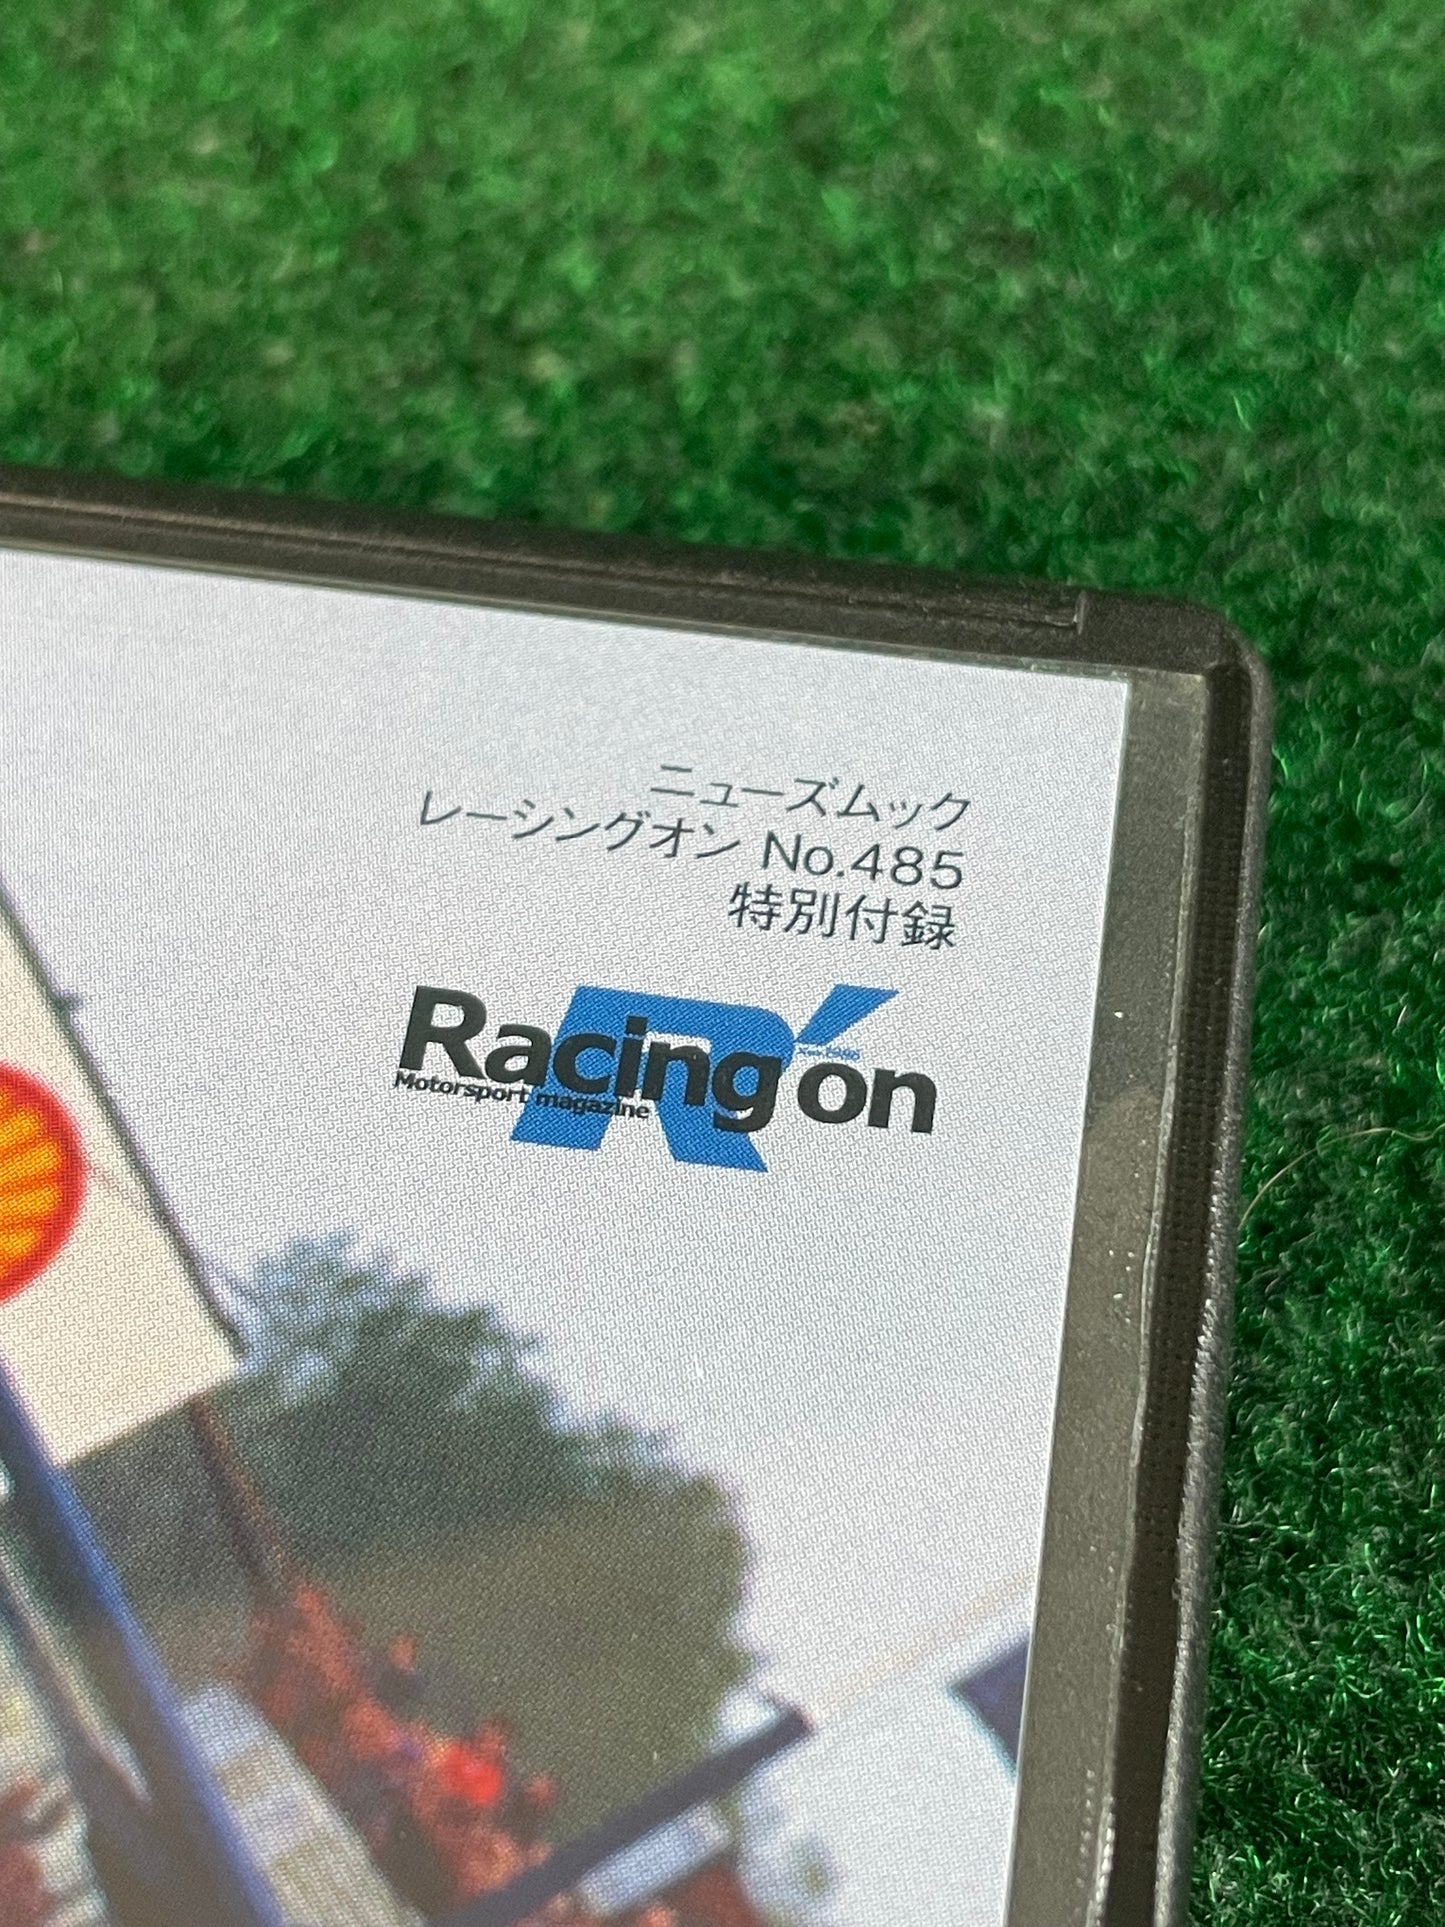 ニューズムック
レーシングオン No.485
特別付録
Racing on
Motorsport magazine